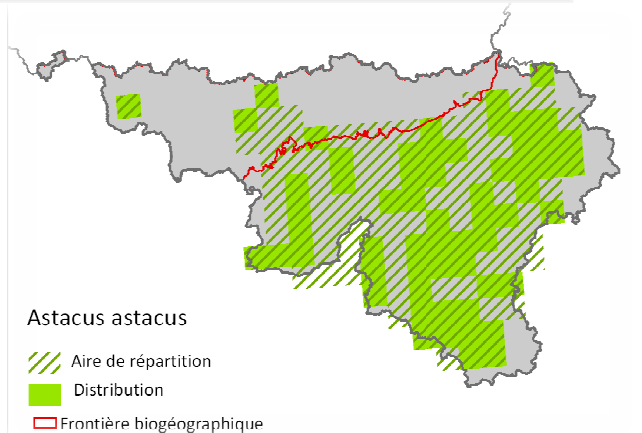 Astacus astacus
Aire de répartition
Distribution
Frontière biogéographique